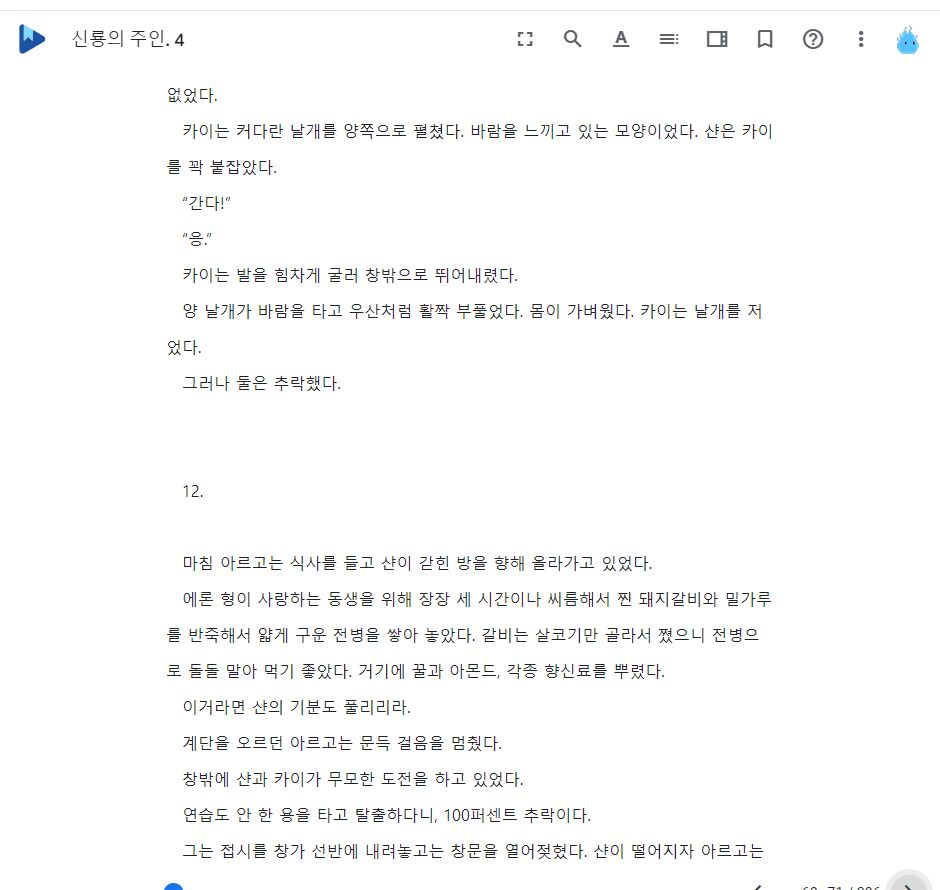 신룡의 주인. 4
없었다.
카이는 커다란 날개를 양쪽으로 펼쳤다. 바람을 느끼고 있는 모양이었다. 샨은 카이
를 꽉 붙잡았다.
“간다!”
“응.”
카이는 발을 힘차게 굴러 창밖으로 뛰어내렸다.
양 날개가 바람을 타고 우산처럼 활짝 부풀었다. 몸이 가벼웠다. 카이는 날개를 저
었다.
그러나 둘은 추락했다.
12.
마침 아르고는 식사를 들고 샨이 갇힌 방을 향해 올라가고 있었다.
에론 형이 사랑하는 동생을 위해 장장 세 시간이나 씨름해서 찐 돼지갈비와 밀가루
를 반죽해서 얇게 구운 전병을 쌓아 놓았다. 갈비는 살코기만 골라서 쪘으니 전병으
로 돌돌 말아 먹기 좋았다. 거기에 꿀과 아몬드, 각종 향신료를 뿌렸다.
이거라면 샨의 기분도 풀리리라.
계단을 오르던 아르고는 문득 걸음을 멈췄다.
창밖에 샨과 카이가 무모한 도전을 하고 있었다.
연습도 안 한 용을 타고 탈출하다니, 100퍼센트 추락이다.
그는 접시를 창가 선반에 내려놓고는 창문을 열어젖혔다. 샨이 떨어지자 아르고는